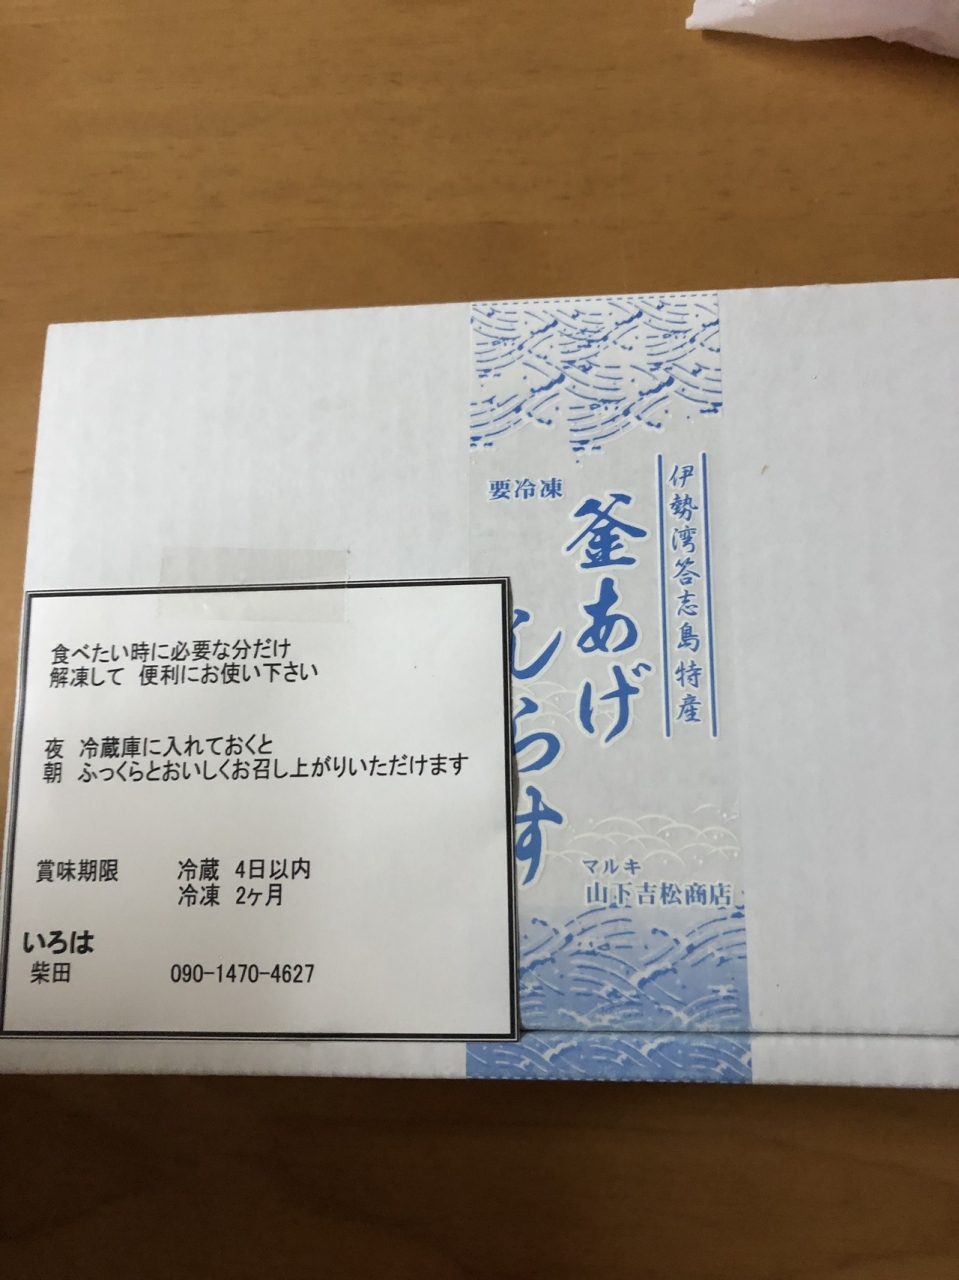 伊勢湾答志島特産
要冷凍
釜あげ
しらす
マルキ
山下吉松商店
食べたい時に必要な分だけ
解凍して 便利にお使い下さい
夜 冷蔵庫に入れておくと
朝 ふっくらとおいしくお召し上がりいただけます
賞味期限 冷蔵 4日以内
冷凍 2ヶ月
いろは
柴田 090-1470-4627